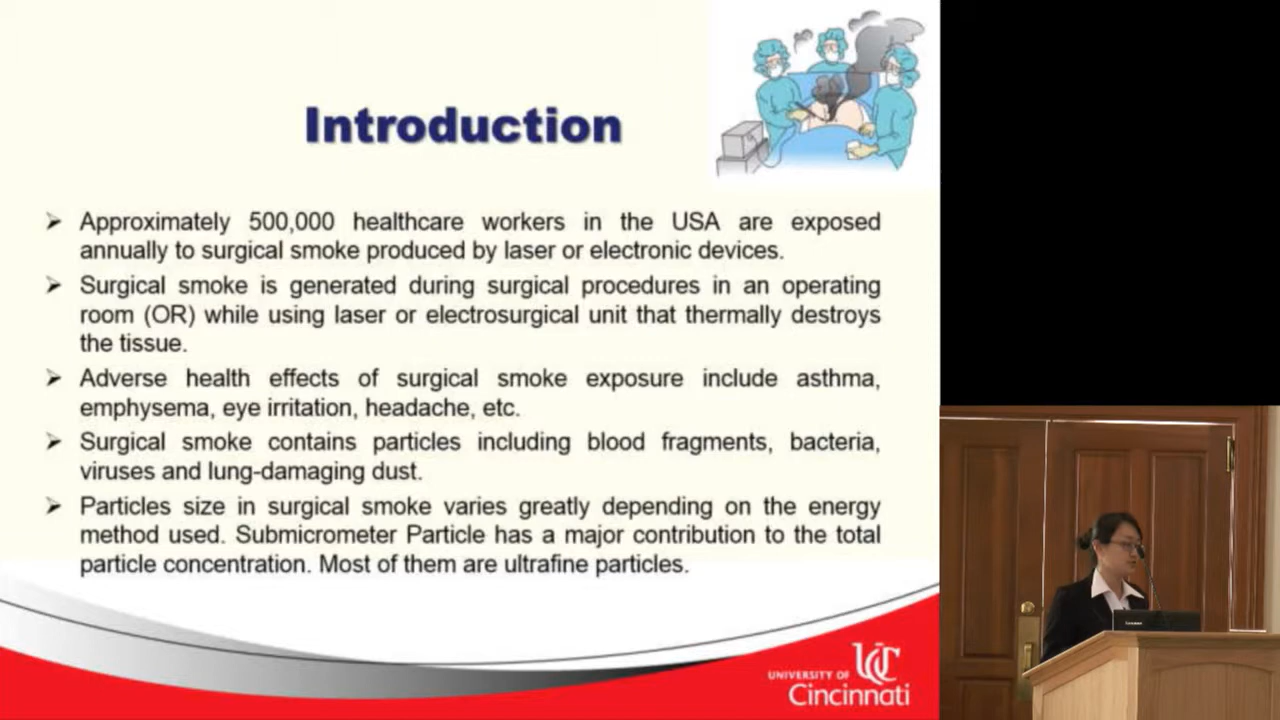 Introduction
➢ Approximately 500,000 healthcare workers in the USA are exposed
annually to surgical smoke produced by laser or electronic devices.
➢ Surgical smoke is generated during surgical procedures in an operating
room (OR) while using laser or electrosurgical unit that thermally destroys
the tissue.
➢ Adverse health effects of surgical smoke exposure include asthma,
emphysema, eye irritation, headache, etc.
➢ Surgical smoke contains particles including blood fragments, bacteria,
viruses and lung-damaging dust.
➢ Particles size in surgical smoke varies greatly depending on the energy
method used. Submicrometer Particle has a major contribution to the total
particle concentration. Most of them are ultrafine particles.
UC
UNIVERSITY OF
Cincinnati